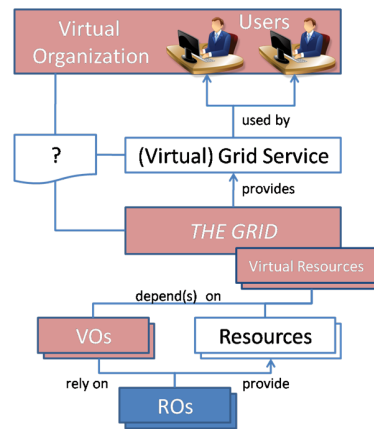 Virtual Organization
Users
used by
?
(Virtual) Grid Service
provides
THE GRID
Virtual Resources
depend(s) on
VOs
Resources
rely on
provide
ROs